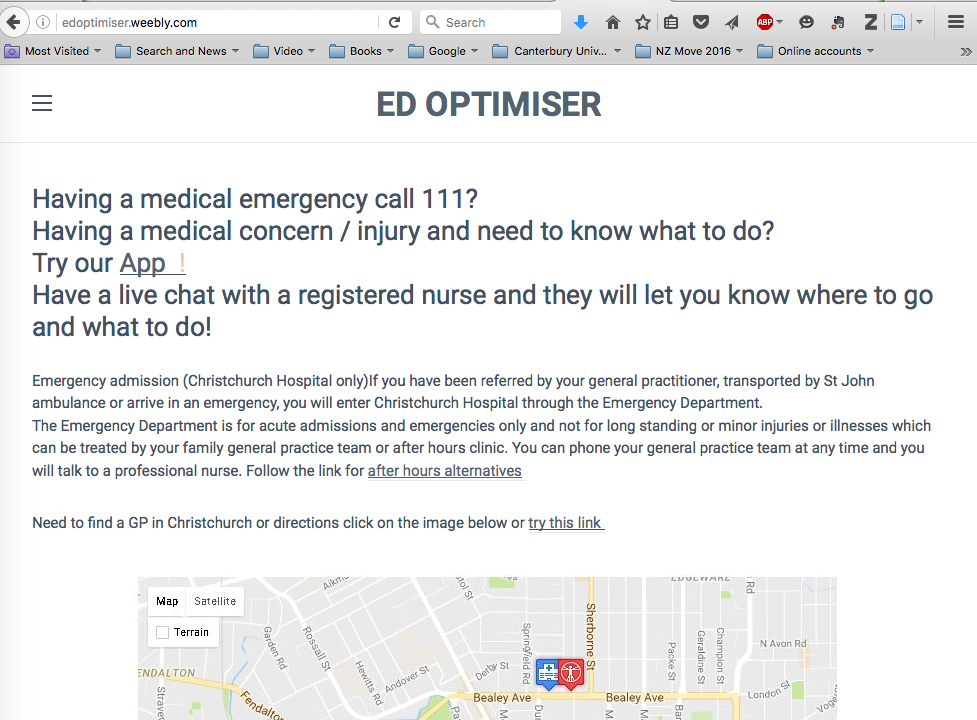 edoptimiser.weebly.com
Search
ABP
Most Visited
Search and News
Video
Books
Google
Canterbury Univ...
NZ Move 2016
Online accounts
ED OPTIMISER
Having a medical emergency call 111?
Having a medical concern / injury and need to know what to do?
Try our App !
Have a live chat with a registered nurse and they will let you know where to go
and what to do!
Emergency admission (Christchurch Hospital only)If you have been referred by your general practitioner, transported by St John
ambulance or arrive in an emergency, you will enter Christchurch Hospital through the Emergency Department.
The Emergency Department is for acute admissions and emergencies only and not for long standing or minor injuries or illnesses which
can be treated by your family general practice team or after hours clinic. You can phone your general practice team at any time and you
will talk to a professional nurse. Follow the link for after hours alternatives
Need to find a GP in Christchurch or directions click on the image below or try this link
Map Satellite
Terrain
EDGEWARE
Rd
Garden Rd
Rossall St
Hewitts Rd
Andover St
Derby St
Springfield Rd
Sherborne St
Packe St
Geraldine St
Champion St
N Avon Rd
ENDALTON
London St
Bealey Ave
Bealey Ave
Fendalton